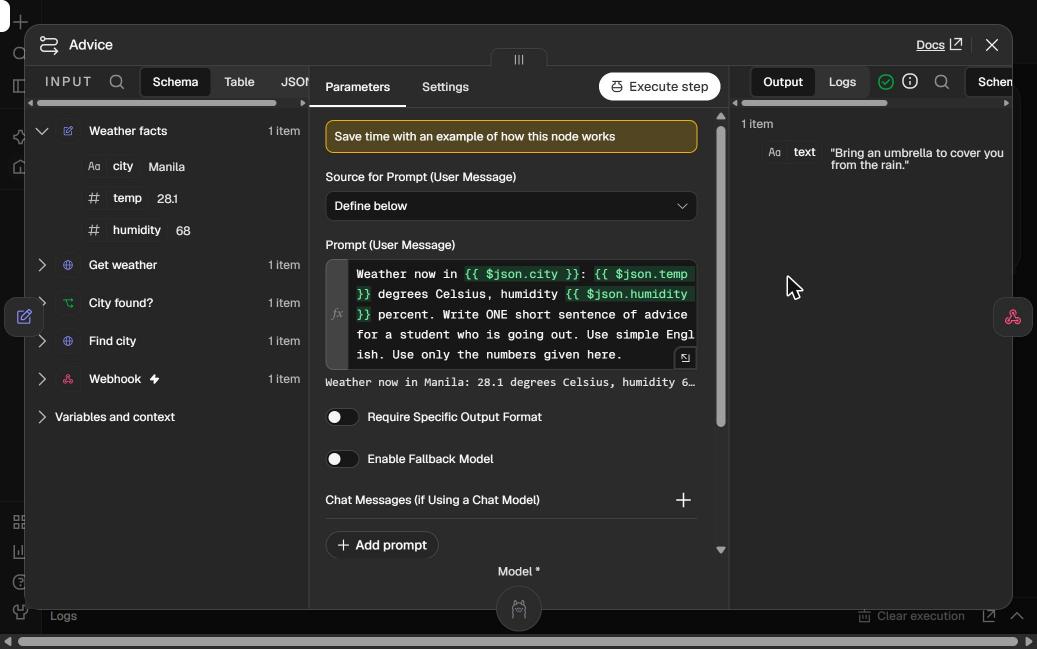 Advice
Docs
INPUT
Schema
Table
JSON
Parameters
Settings
Execute step
Output
Logs
Schem
Weather facts
1 item
Aa city Manila
# temp 28.1
# humidity 68
Get weather
1 item
City found?
1 item
Find city
1 item
Webhook
1 item
Variables and context
Save time with an example of how this node works
Source for Prompt (User Message)
Define below
Prompt (User Message)
fx
Weather now in {{ $json.city }}: {{ $json.temp
}} degrees Celsius, humidity {{ $json.humidity
}} percent. Write ONE short sentence of advice
for a student who is going out. Use simple Engl
ish. Use only the numbers given here.
Weather now in Manila: 28.1 degrees Celsius, humidity 6…
Require Specific Output Format
Enable Fallback Model
Chat Messages (if Using a Chat Model)
Add prompt
Model *
1 item
Aa text "Bring an umbrella to cover you
from the rain."
Logs
Clear execution